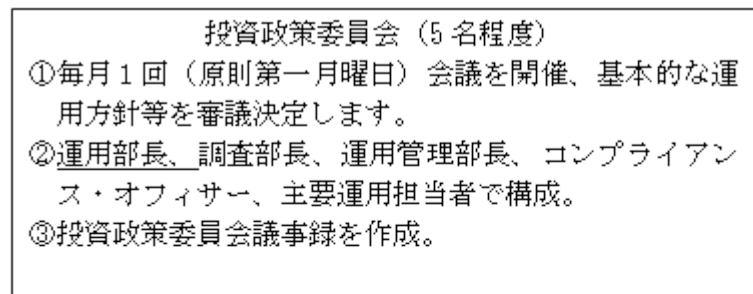 投資政策委員会（5名程度）
①毎月１回（原則第一月曜日）会議を開催、基本的な運
用方針等を審議決定します。
②運用部長、調査部長、運用管理部長、コンプライアン
ス・オフィサー、主要運用担当者で構成。
③投資政策委員会議事録を作成。